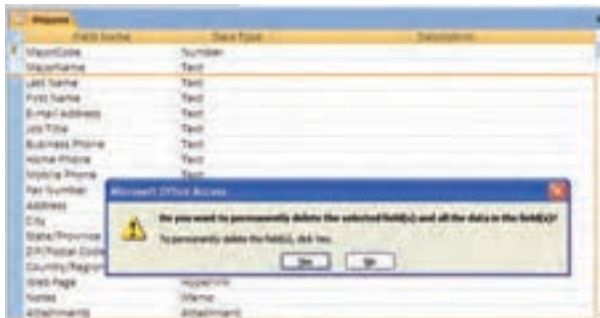 Field Name Data Type Description
MajorCode Number
MajorName Text
Last Name Text
First Name Text
E-mail Address Text
Job Title Text
Business Phone Text
Home Phone Text
Mobile Phone Text
Fax Number
Address
City
State/Province
ZIP/Postal Code
Country/Region
Web Page Hyperlink
Notes Memo
Attachments Attachment
Microsoft Office Access
Do you want to permanently delete the selected field(s) and all the data in the field(s)?
To permanently delete the field(s), click Yes.
Yes No